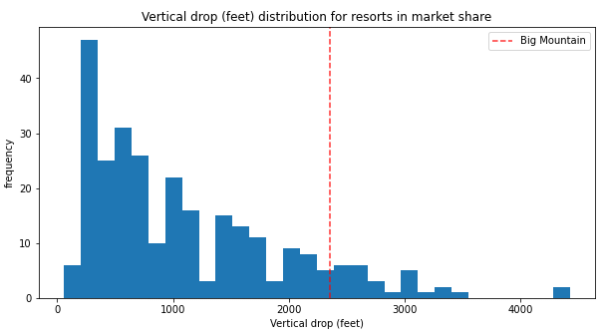 Vertical drop (feet) distribution for resorts in market share
Big Mountain
40
30
20
10
0
frequency
0 1000 2000 3000 4000
Vertical drop (feet)